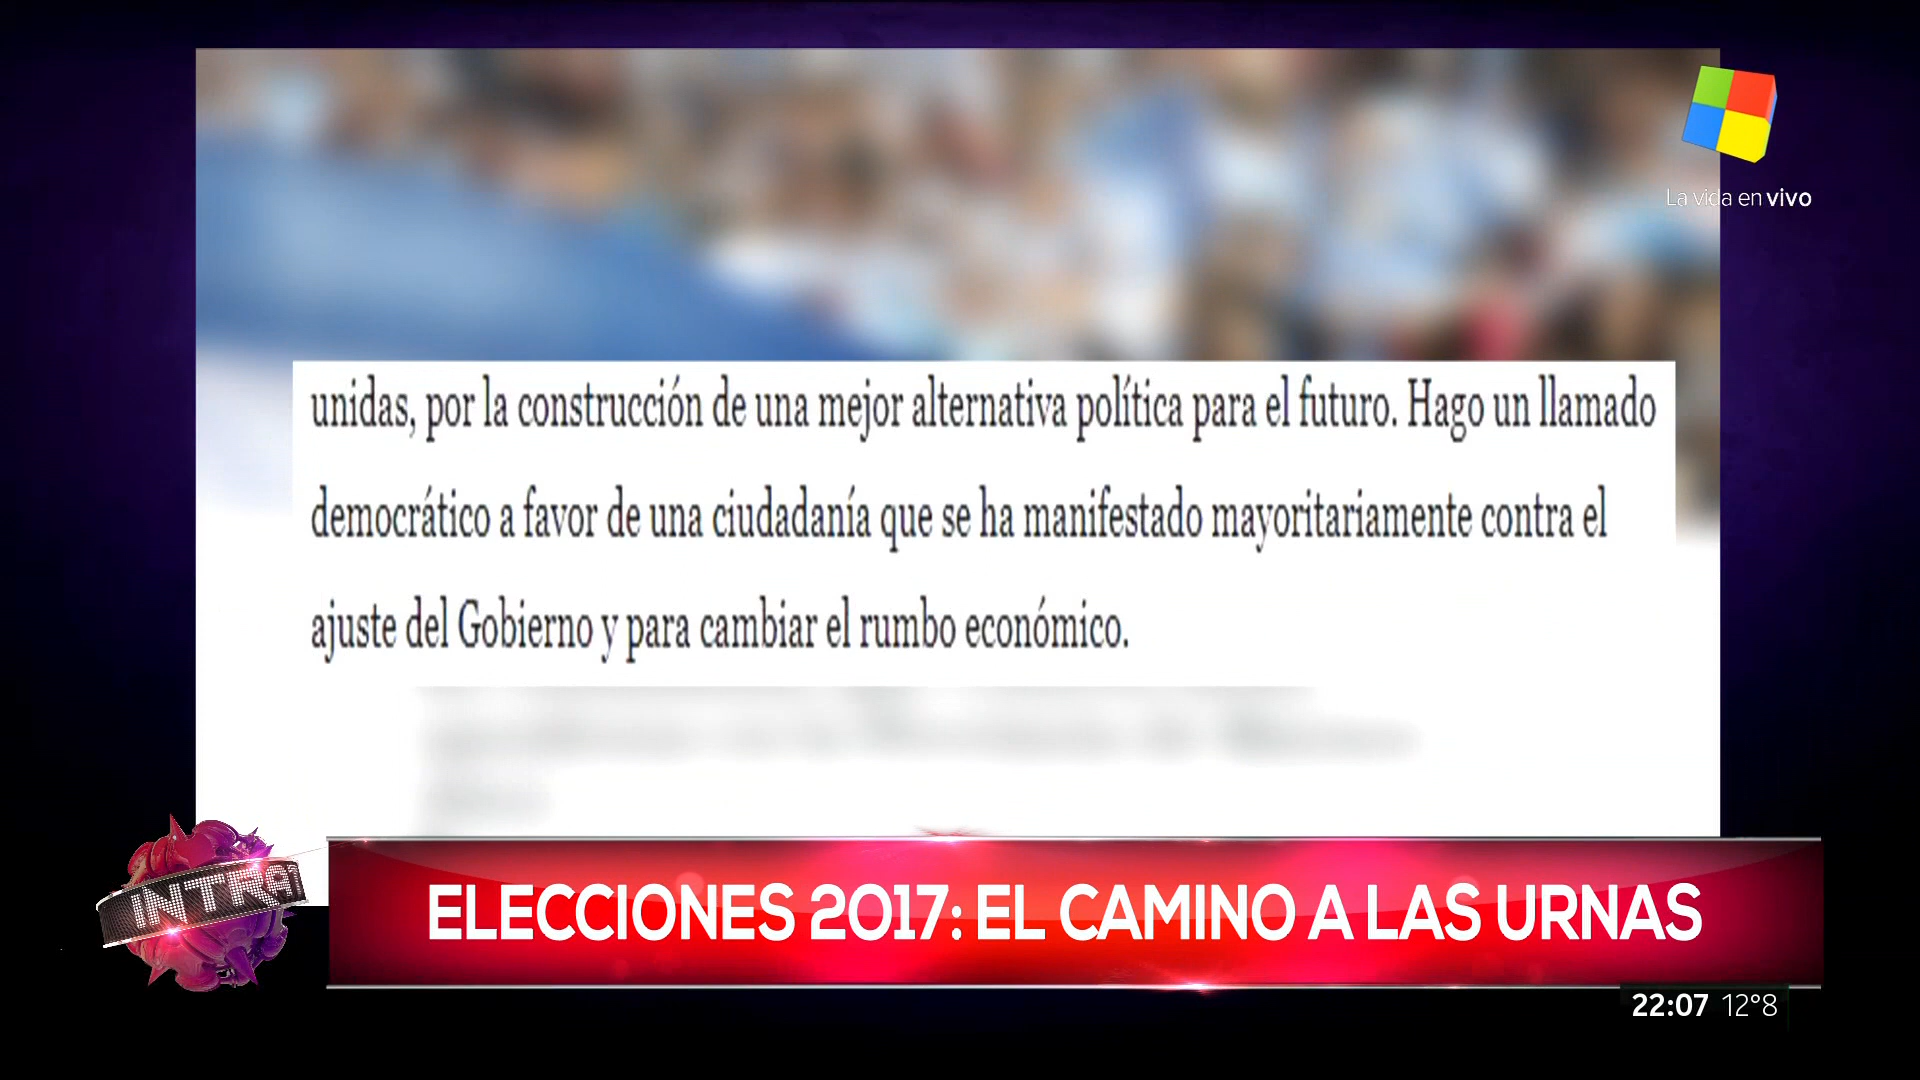 La vida en vivo
unidas, por la construcción de una mejor alternativa política para el futuro. Hago un llamado
democrático a favor de una ciudadanía que se ha manifestado mayoritariamente contra el
ajuste del Gobierno y para cambiar el rumbo económico.
INTRA
ELECCIONES 2017: EL CAMINO A LAS URNAS
22:07 12°8